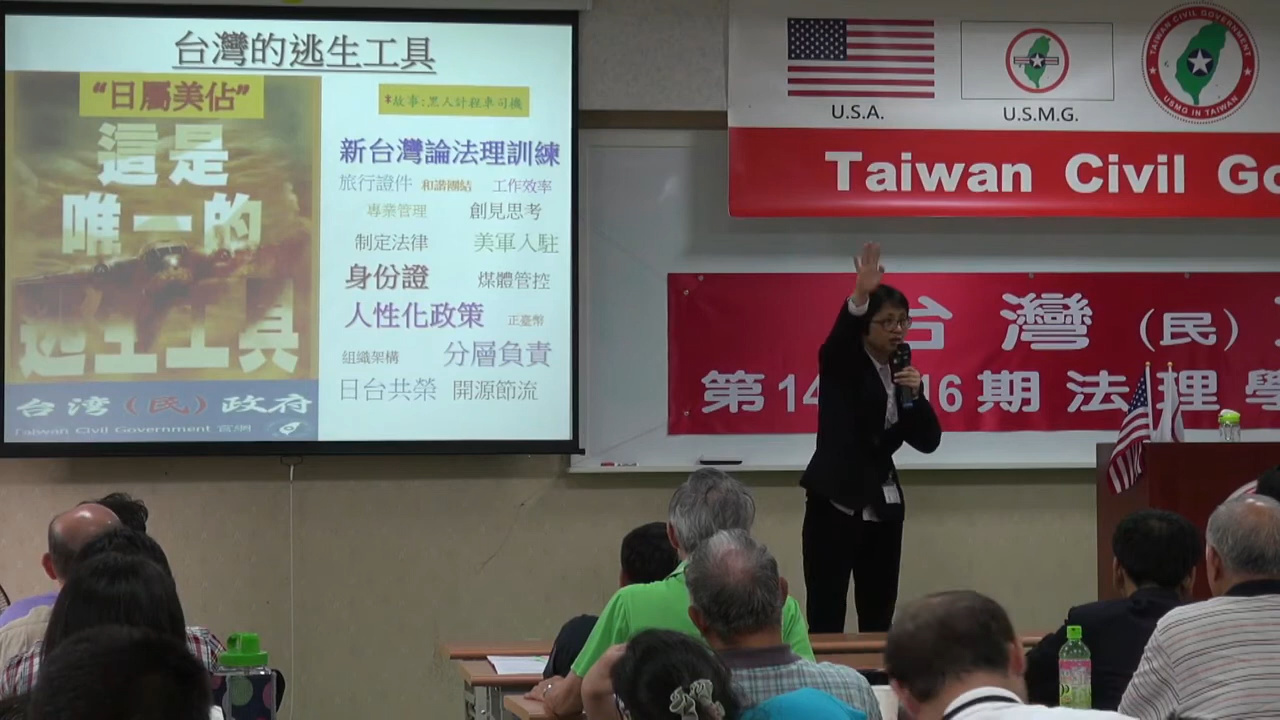 台灣的逃生工具
"日屬美佔"
這是
唯一的
逃生工具
台湾(民)政府
Taiwan Civil Government 官網
*故事:黑人計程車司機
新台灣論法理訓練
旅行證件 和諧團結 工作效率
專業管理 創見思考
制定法律 美軍入駐
身份證 煤體管控
人性化政策 正臺幣
組織架構 分層負責
日台共榮 開源節流
U.S.A.
U.S.M.G.
TAIWAN CIVIL GOVERNMENT
USMG IN TAIWAN
Taiwan Civil Go
台灣(民)
第14 16期法理學